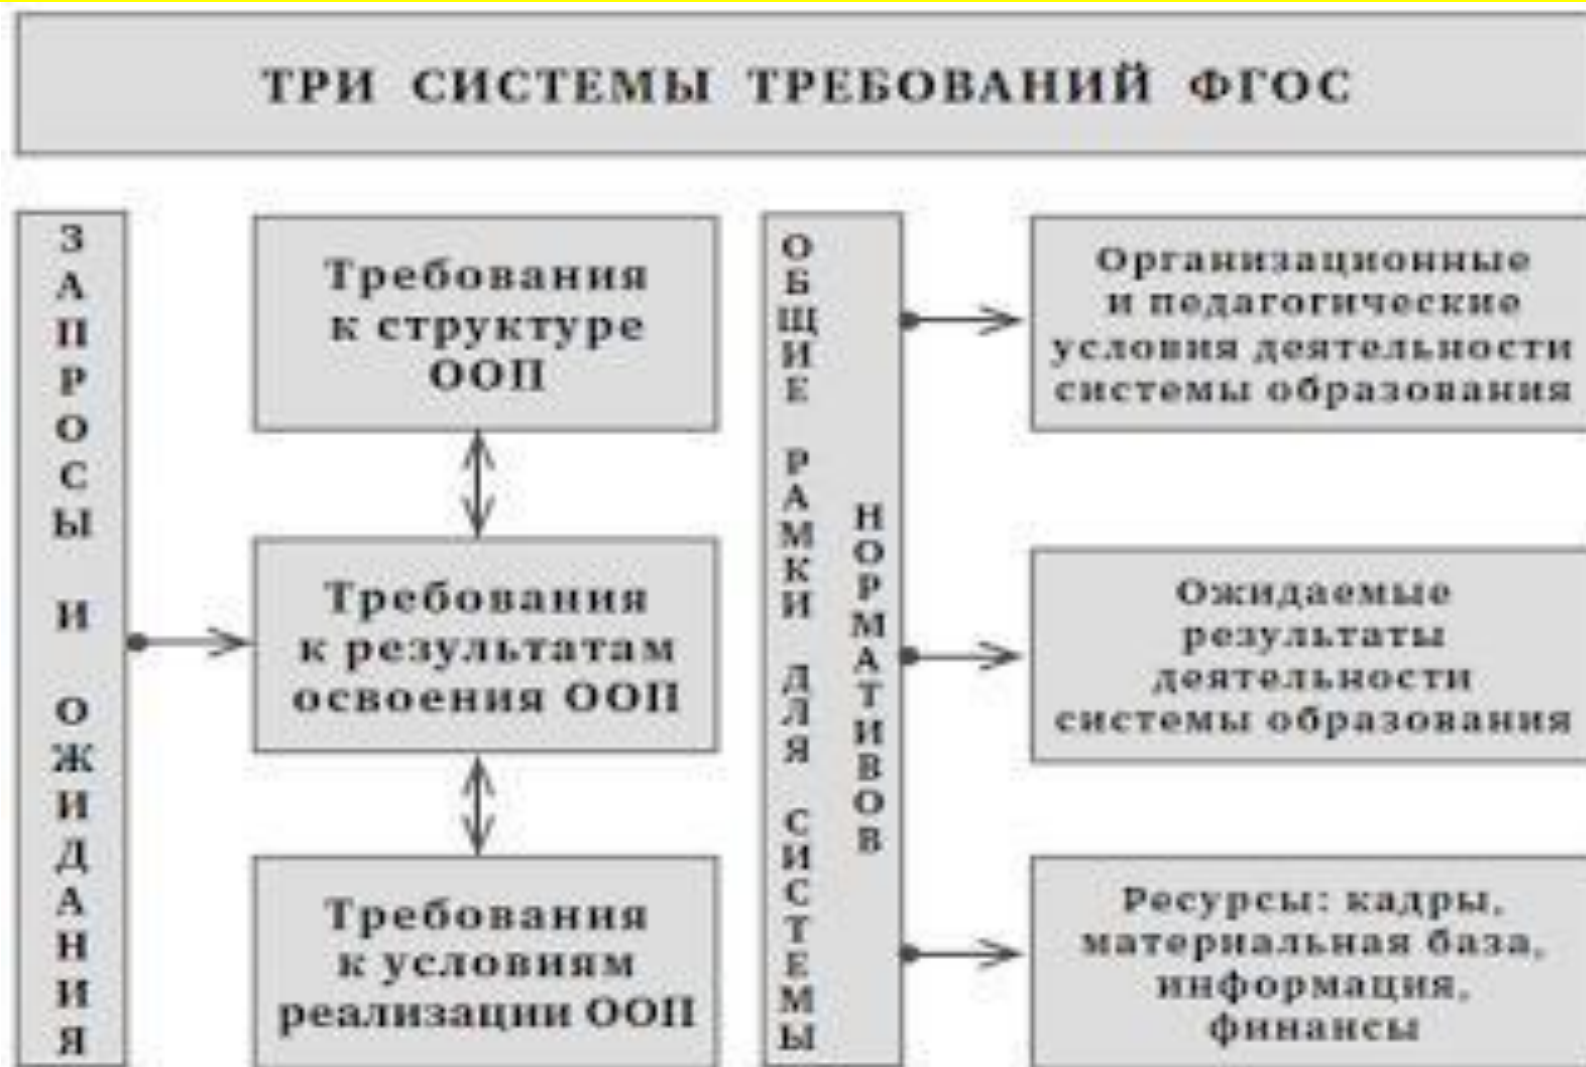 ТРИ СИСТЕМЫ ТРЕБОВАНИЙ ФГОС
ЗАПРОСЫ И ОЖИДАНИЯ
Требования
к структуре
ООП
Требования
к результатам
освоения ООП
Требования
к условиям
реализации ООП
ОБЩИЕ РАМКИ ДЛЯ СИСТЕМЫ
НОРМАТИВОВ
Организационные
и педагогические
условия деятельности
системы образования
Ожидаемые
результаты
деятельности
системы образования
Ресурсы: кадры,
материальная база,
информация,
финансы